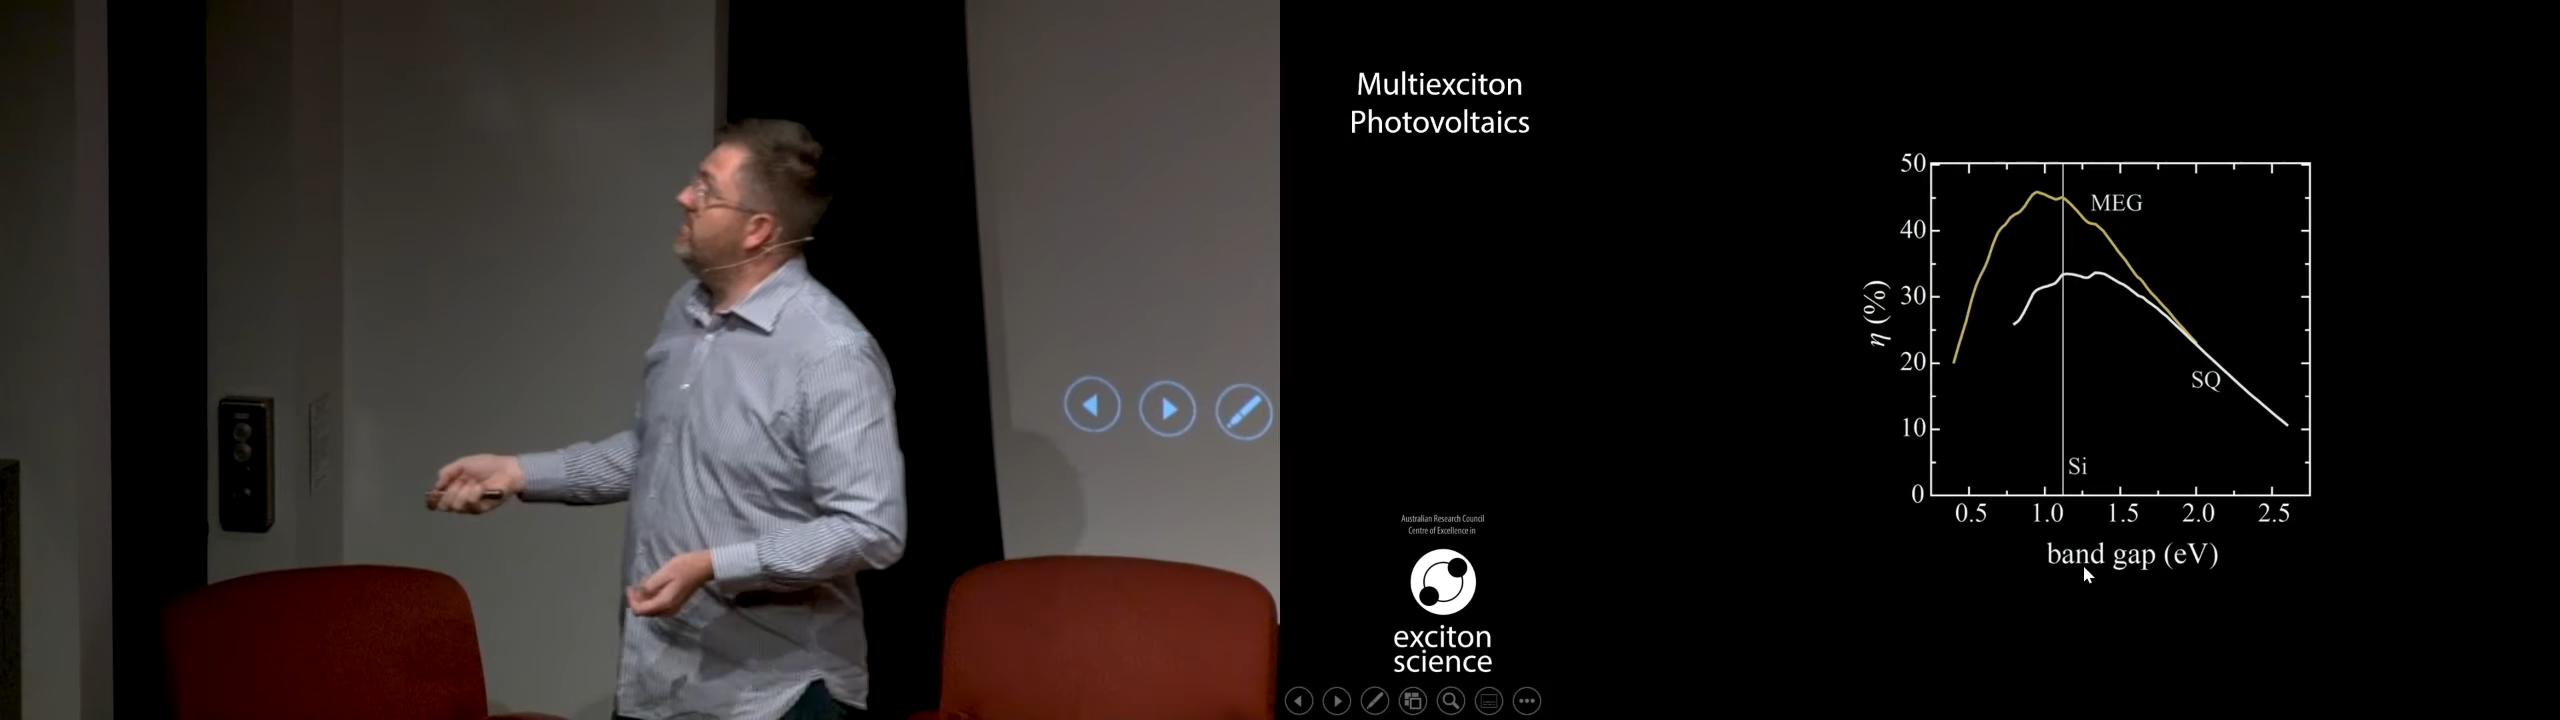 Multiexciton
Photovoltaics
50
40
30
20
10
0
η (%)
MEG
SQ
Si
0.5 1.0 1.5 2.0 2.5
band gap (eV)
Australian Research Council
Centre of Excellence in
exciton
science